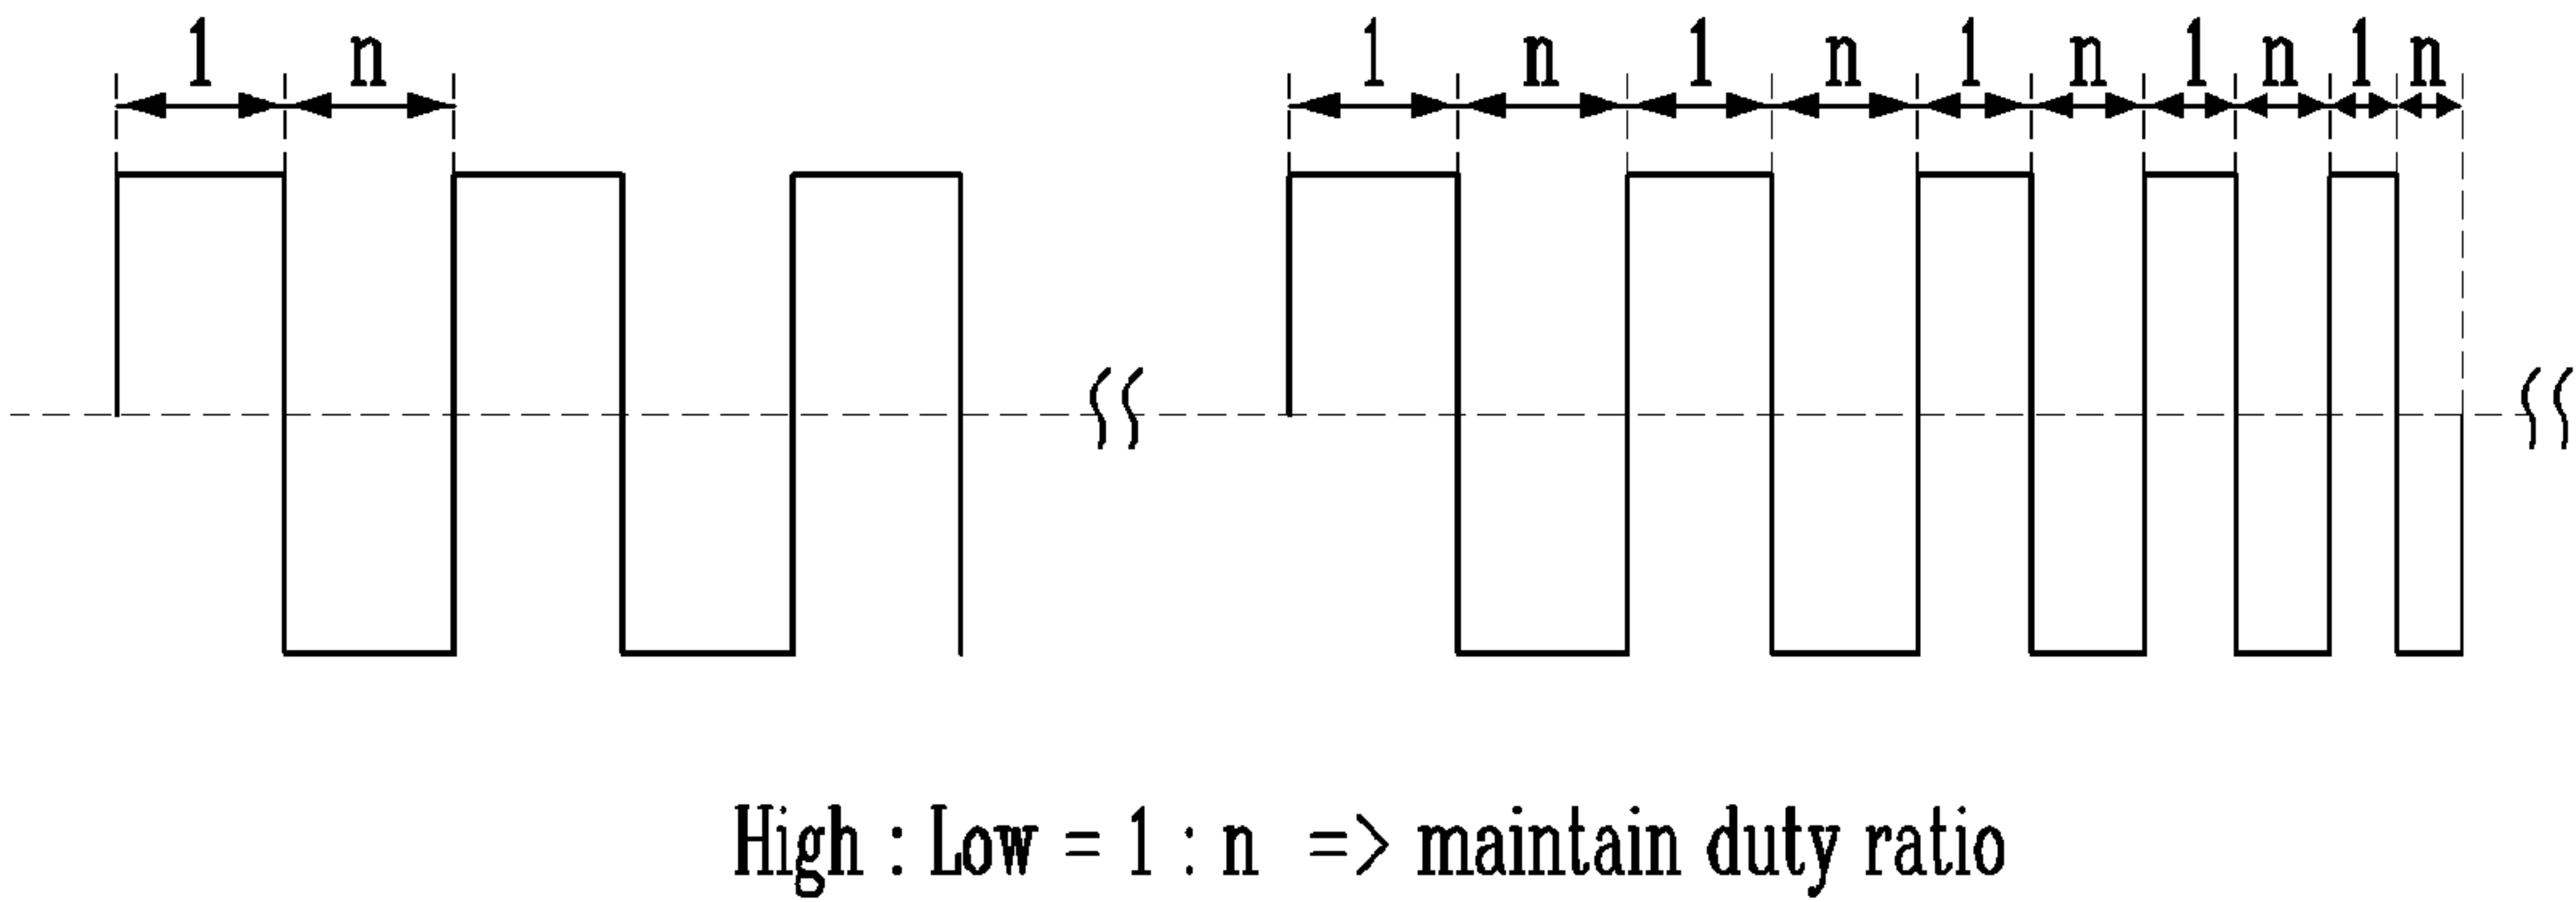 1 n 1 n 1 n 1 n 1 n 1 n
High : Low = 1 : n => maintain duty ratio